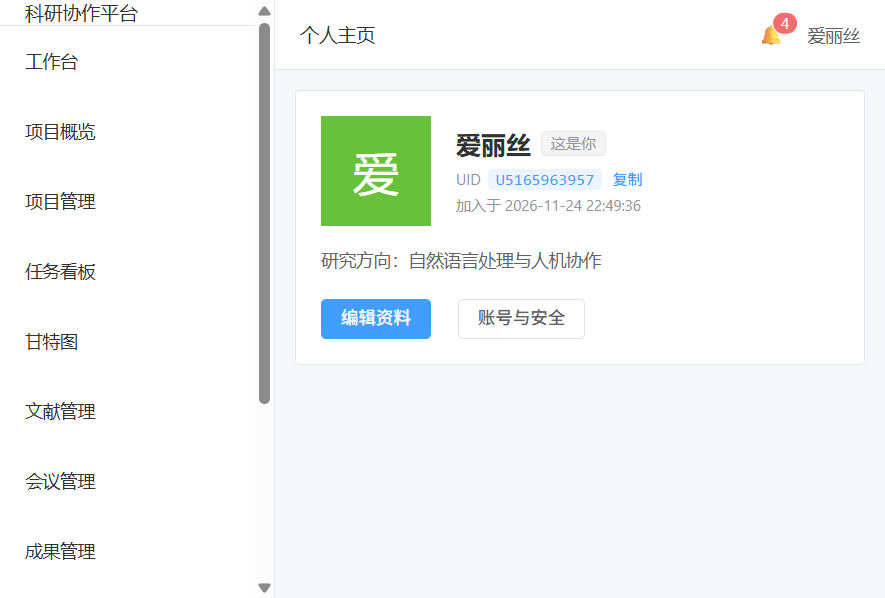 科研协作平台
工作台
项目概览
项目管理
任务看板
甘特图
文献管理
会议管理
成果管理
个人主页
4
爱丽丝
爱
爱丽丝 这是你
UID U5165963957 复制
加入于 2026-11-24 22:49:36
研究方向：自然语言处理与人机协作
编辑资料 账号与安全